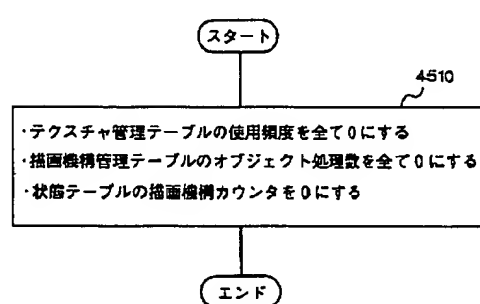 スタート
4510
・テクスチャ管理テーブルの使用頻度を全て0にする
・描画機構管理テーブルのオブジェクト処理数を全て0にする
・状態テーブルの描画機構カウンタを0にする
エンド